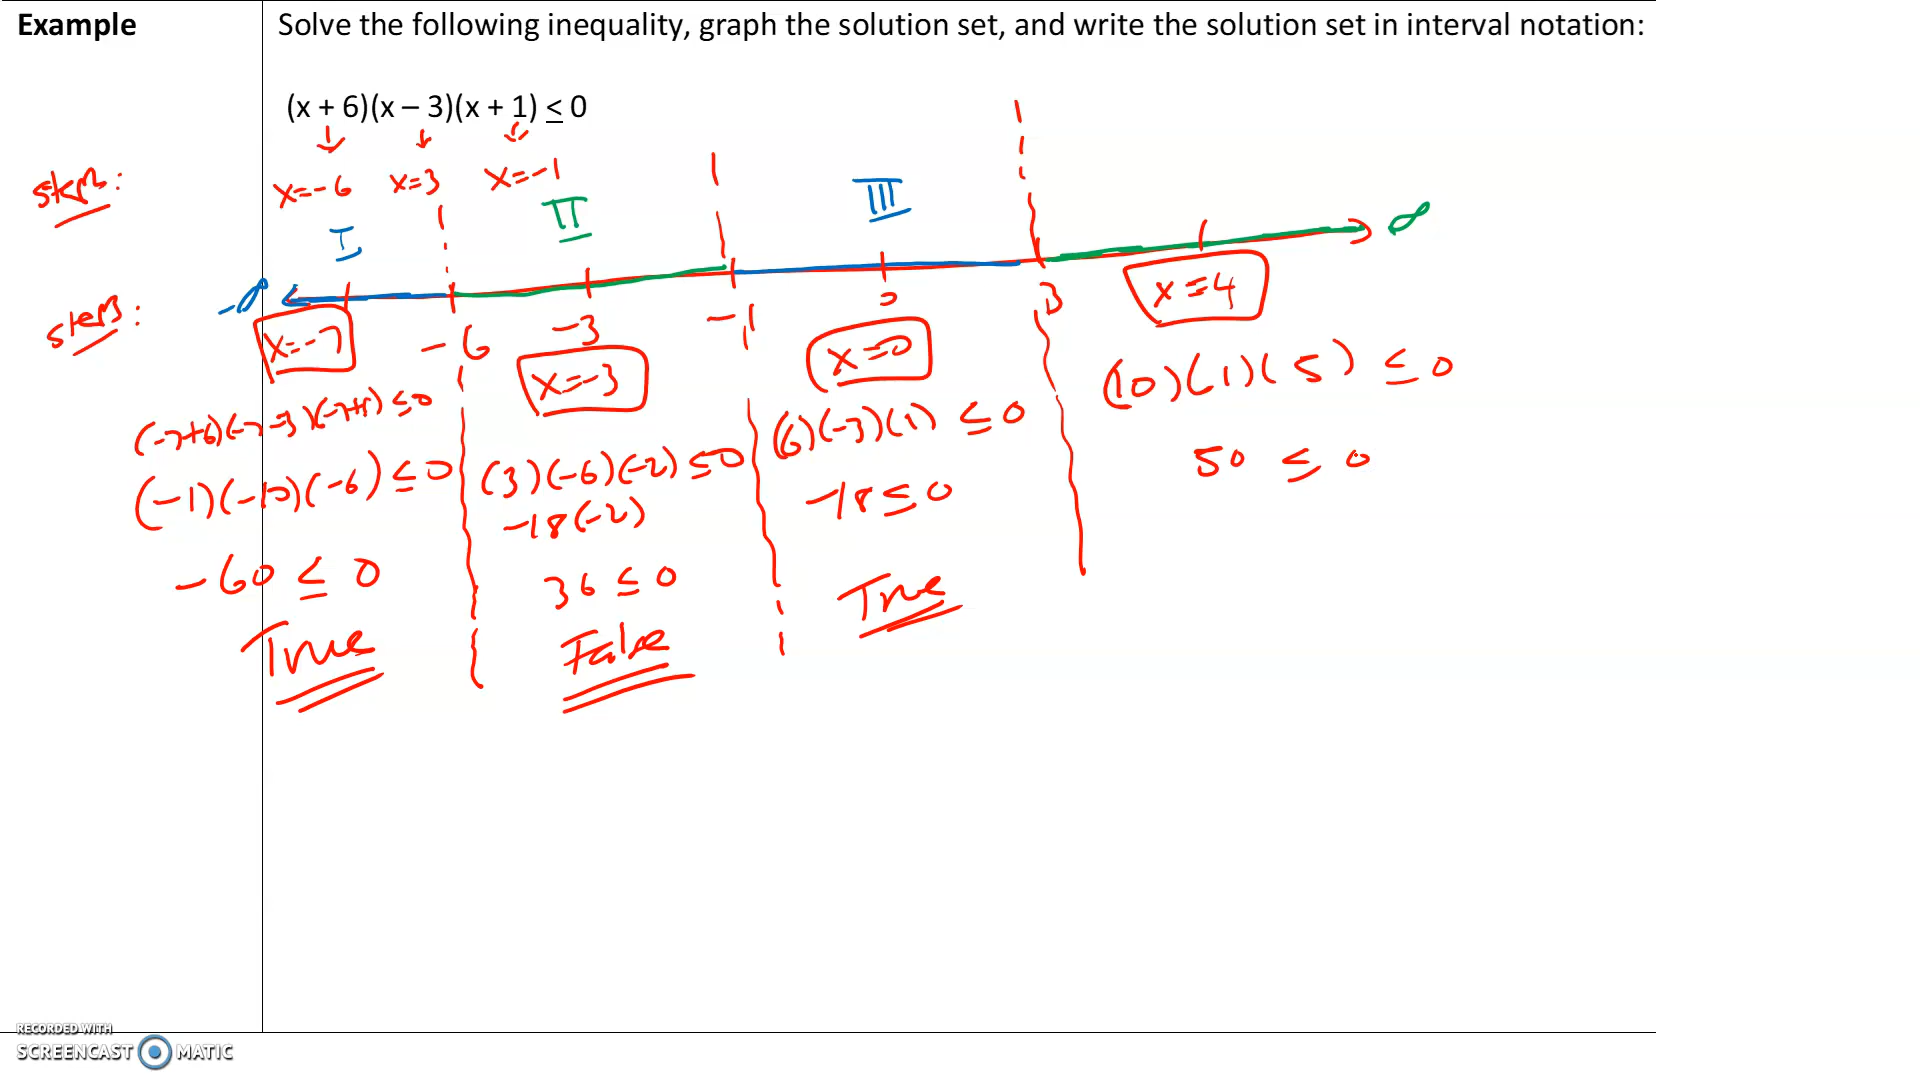 Example
Solve the following inequality, graph the solution set, and write the solution set in interval notation:
(x + 6)(x – 3)(x + 1) ≤ 0
x=-6 x=3 x=-1
I II III
-∞ ∞
-6 -3 -1 0 3
x=-7 x=-3 x=0 x=4
(-7+6)(-7-3)(-7+1) ≤0
(-1)(-10)(-6) ≤0
-60 ≤ 0
True
(3)(-6)(-2) ≤0
-18(-2)
36 ≤ 0
False
(6)(-3)(1) ≤ 0
-18 ≤ 0
True
(10)(1)(5) ≤ 0
50 ≤ 0
RECORDED WITH
SCREENCAST MATIC